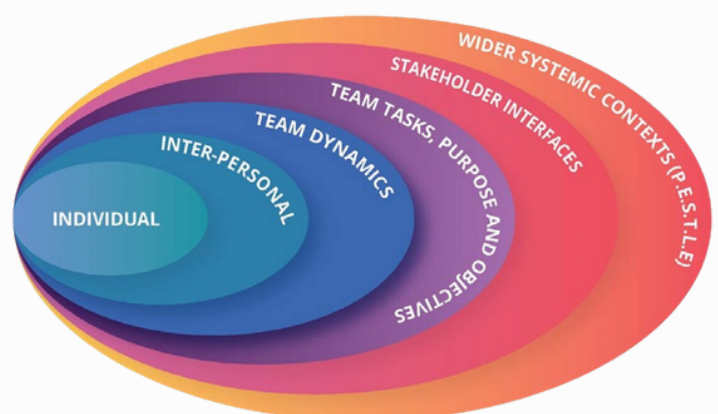 INDIVIDUAL
INTER-PERSONAL
TEAM DYNAMICS
TEAM TASKS, PURPOSE AND OBJECTIVES
STAKEHOLDER INTERFACES
WIDER SYSTEMIC CONTEXTS (P.E.S.T.L.E)